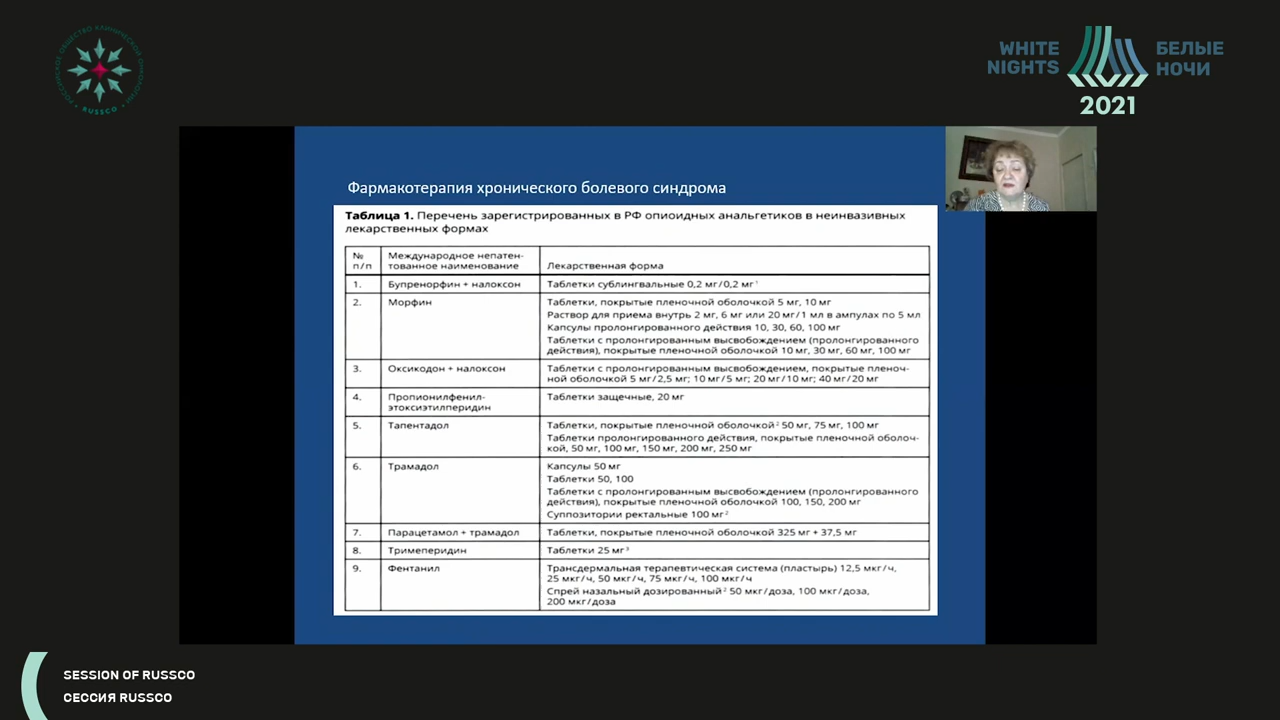 РОССИЙСКОЕ ОБЩЕСТВО КЛИНИЧЕСКОЙ ОНКОЛОГИИ
RUSSCO
WHITE
NIGHTS
БЕЛЫЕ
НОЧИ
2021
Фармакотерапия хронического болевого синдрома
Таблица 1. Перечень зарегистрированных в РФ опиоидных анальгетиков в неинвазивных
лекарственных формах
№
п/п
Международное непатен-
тованное наименование
Лекарственная форма
1. Бупренорфин + налоксон Таблетки сублингвальные 0,2 мг/0,2 мг¹
2. Морфин Таблетки, покрытые пленочной оболочкой 5 мг, 10 мг
Раствор для приема внутрь 2 мг, 6 мг или 20 мг/1 мл в ампулах по 5 мл
Капсулы пролонгированного действия 10, 30, 60, 100 мг
Таблетки с пролонгированным высвобождением (пролонгированного
действия), покрытые пленочной оболочкой 10 мг, 30 мг, 60 мг, 100 мг
3. Оксикодон + налоксон Таблетки с пролонгированным высвобождением, покрытые пленоч-
ной оболочкой 5 мг/2,5 мг; 10 мг/5 мг; 20 мг/10 мг; 40 мг/20 мг
4. Пропионилфенил-
этоксиэтилперидин
Таблетки защечные, 20 мг
5. Тапентадол Таблетки, покрытые пленочной оболочкой² 50 мг, 75 мг, 100 мг
Таблетки пролонгированного действия, покрытые пленочной оболоч-
кой, 50 мг, 100 мг, 150 мг, 200 мг, 250 мг
6. Трамадол Капсулы 50 мг
Таблетки 50, 100
Таблетки с пролонгированным высвобождением (пролонгированного
действия), покрытые пленочной оболочкой 100, 150, 200 мг
Суппозитории ректальные 100 мг²
7. Парацетамол + трамадол Таблетки, покрытые пленочной оболочкой 325 мг + 37,5 мг
8. Тримеперидин Таблетки 25 мг³
9. Фентанил Трансдермальная терапевтическая система (пластырь) 12,5 мкг/ч,
25 мкг/ч, 50 мкг/ч, 75 мкг/ч, 100 мкг/ч
Спрей назальный дозированный² 50 мкг/доза, 100 мкг/доза,
200 мкг/доза
SESSION OF RUSSCO
СЕССИЯ RUSSCO